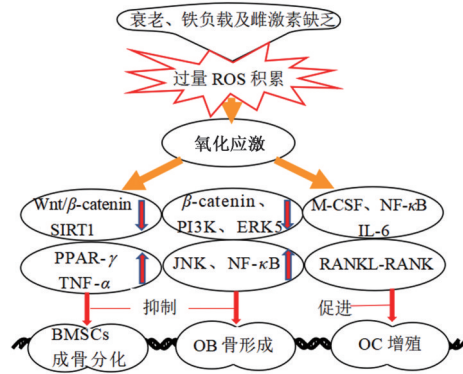 衰老、铁负载及雌激素缺乏
过量 ROS 积累
氧化应激
Wnt/β-catenin
SIRT1
β-catenin、
PI3K、ERK5
M-CSF、NF-κB
IL-6
PPAR-γ
TNF-α
JNK、NF-κB
RANKL-RANK
抑制
促进
BMSCs
成骨分化
OB 骨形成
OC 增殖